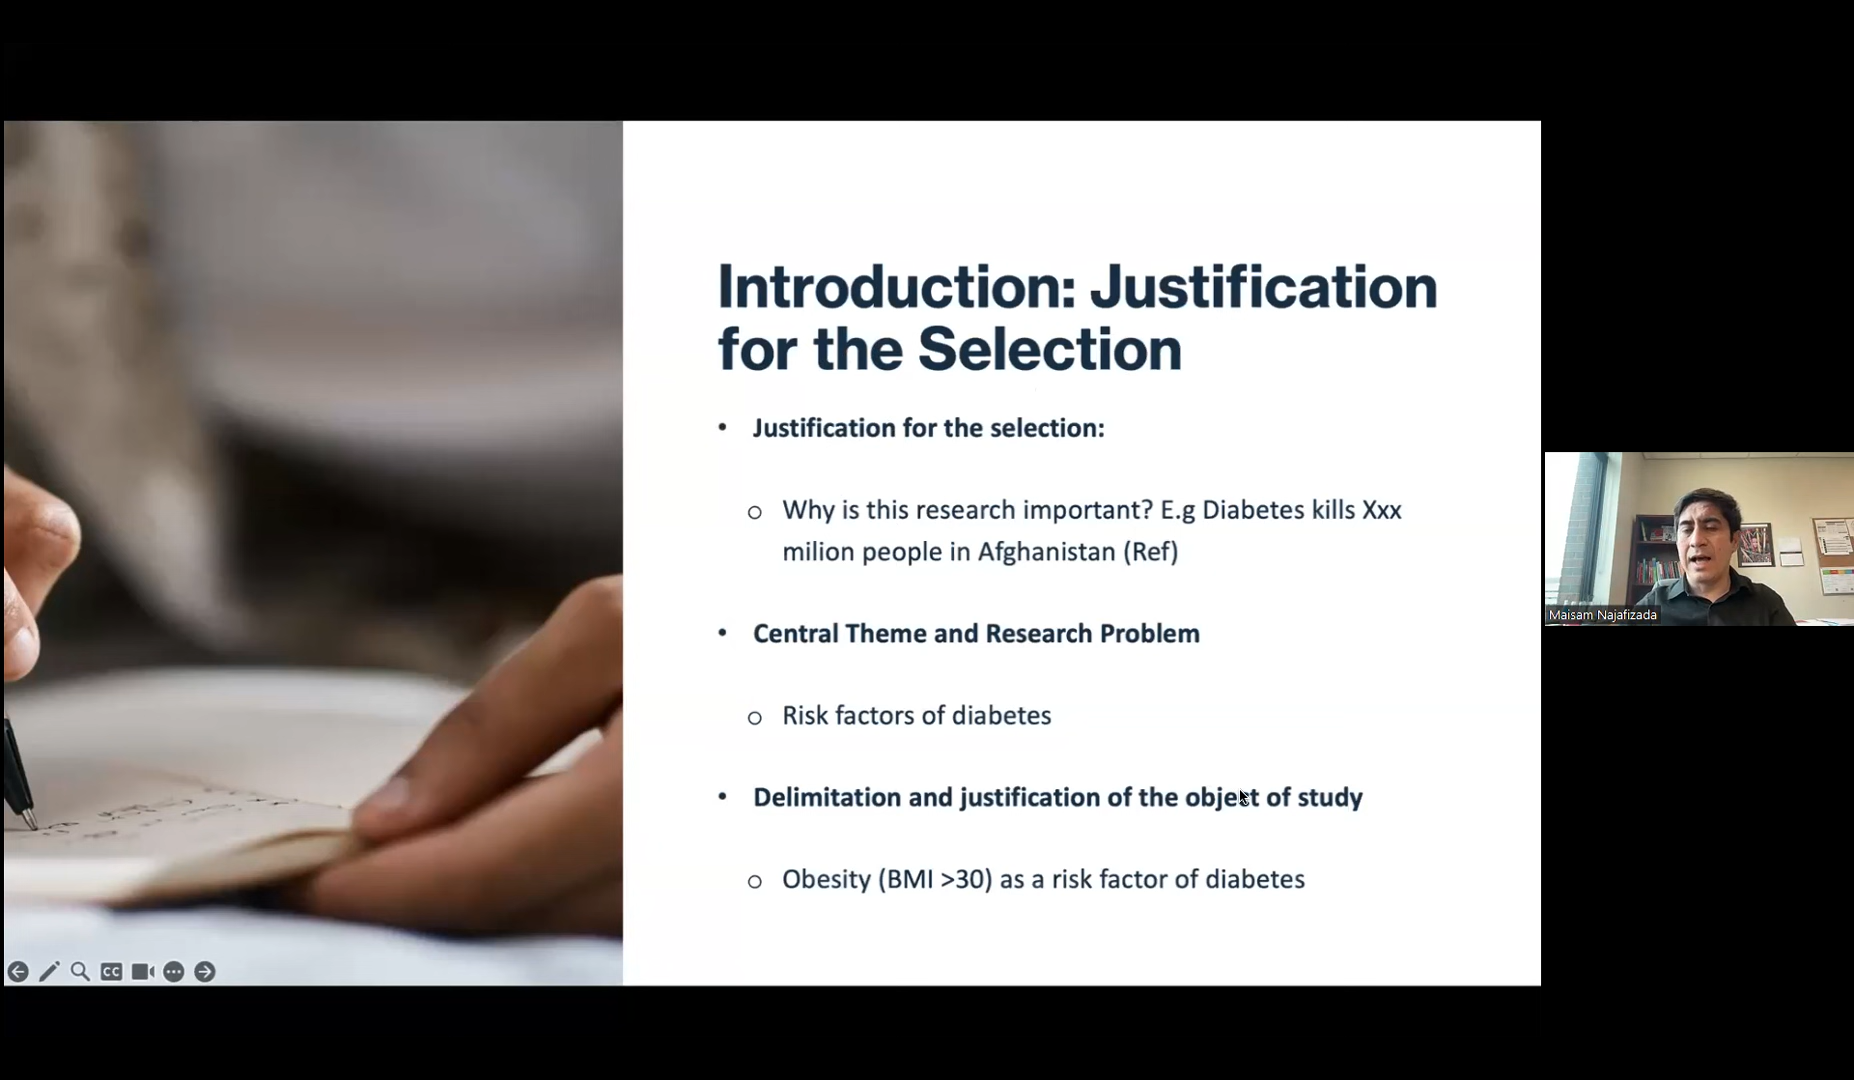 Introduction: Justification
for the Selection
• Justification for the selection:
o Why is this research important? E.g Diabetes kills Xxx
milion people in Afghanistan (Ref)
• Central Theme and Research Problem
o Risk factors of diabetes
• Delimitation and justification of the object of study
o Obesity (BMI >30) as a risk factor of diabetes
CC
Maisam Najafizada